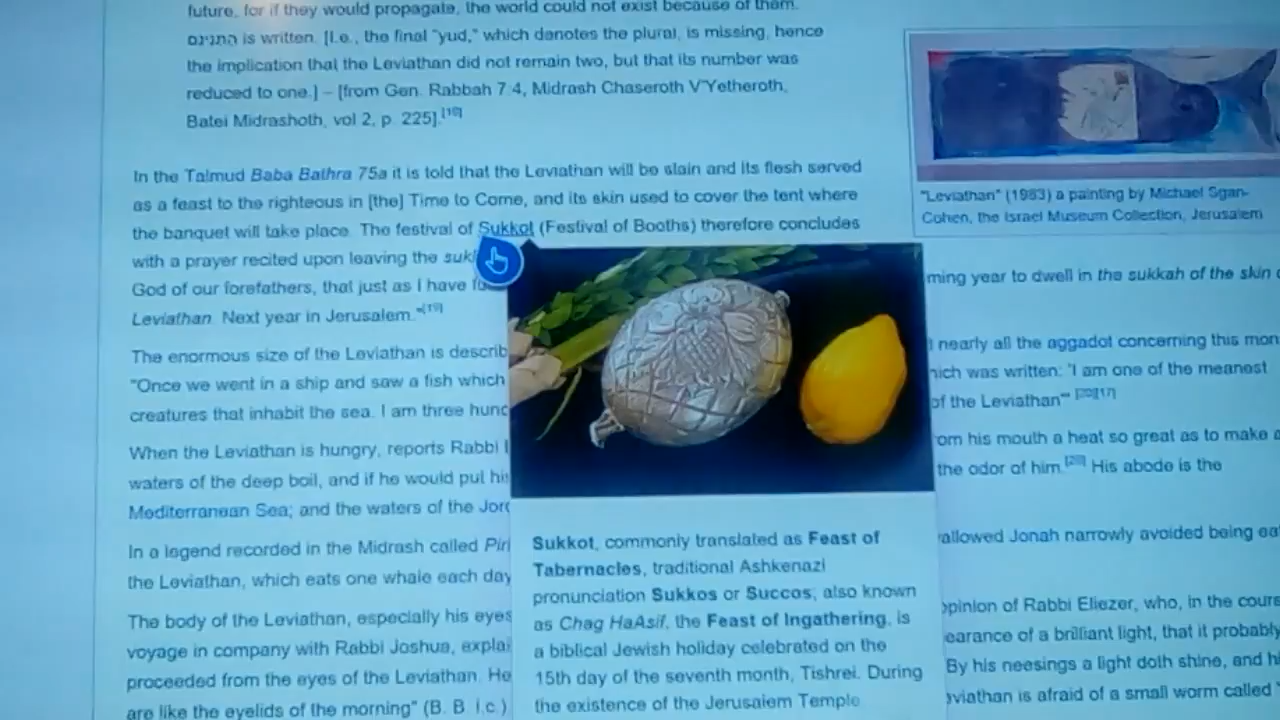 future, for if they would propagate, the world could not exist because of them.
התנינם is written. [I.e., the final "yud," which denotes the plural, is missing, hence
the implication that the Leviathan did not remain two, but that its number was
reduced to one.] – [from Gen. Rabbah 7:4, Midrash Chaseroth V'Yetheroth,
Batei Midrashoth, vol 2, p. 225].[18]
"Leviathan" (1983) a painting by Michael Sgan-
Cohen, the Israel Museum Collection, Jerusalem
In the Talmud Baba Bathra 75a it is told that the Leviathan will be slain and its flesh served
as a feast to the righteous in [the] Time to Come, and its skin used to cover the tent where
the banquet will take place. The festival of Sukkot (Festival of Booths) therefore concludes
with a prayer recited upon leaving the suk
ming year to dwell in the sukkah of the skin
God of our forefathers, that just as I have
Leviathan. Next year in Jerusalem."[19]
The enormous size of the Leviathan is describ
nearly all the aggadot concerning this mon
"Once we went in a ship and saw a fish which
hich was written: 'I am one of the meanest
creatures that inhabit the sea. I am three hund
of the Leviathan'" [20][17]
When the Leviathan is hungry, reports Rabbi
om his mouth a heat so great as to make
waters of the deep boil, and if he would put his
the odor of him.[20] His abode is the
Mediterranean Sea; and the waters of the Jord
In a legend recorded in the Midrash called Pir
allowed Jonah narrowly avoided being ea
the Leviathan, which eats one whale each day
The body of the Leviathan, especially his eyes
opinion of Rabbi Eliezer, who, in the cours
voyage in company with Rabbi Joshua, explai
earance of a brilliant light, that it probably
proceeded from the eyes of the Leviathan. He
By his neesings a light doth shine, and hi
are like the eyelids of the morning" (B. B. l.c.)
eviathan is afraid of a small worm called "
Sukkot, commonly translated as Feast of
Tabernacles, traditional Ashkenazi
pronunciation Sukkos or Succos, also known
as Chag HaAsif, the Feast of Ingathering, is
a biblical Jewish holiday celebrated on the
15th day of the seventh month, Tishrei. During
the existence of the Jerusalem Temple